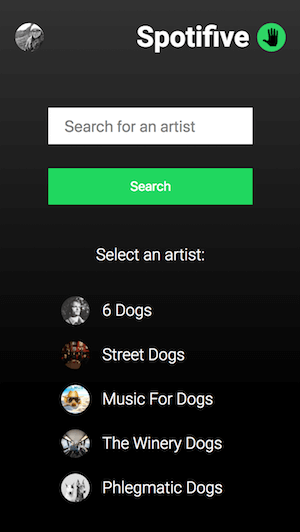 Spotifive
Search for an artist
Search
Select an artist:
6 Dogs
Street Dogs
Music For Dogs
The Winery Dogs
Phlegmatic Dogs